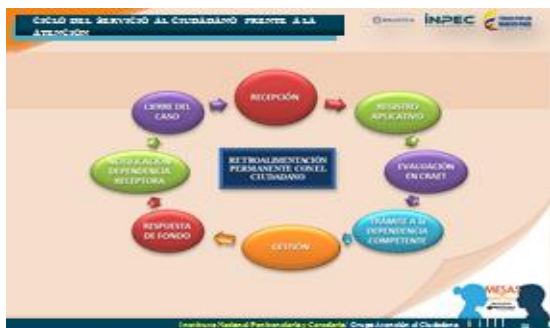 CICLO DEL SERVICIO AL CIUDADANO FRENTE A LA
ATENCIÓN
INPEC
RECEPCIÓN
CIERRE DEL
CASO
REGISTRO
APLICATIVO
NOTIFICACIÓN
DEPENDENCIA
RECEPTORA
RETROALIMENTACIÓN
PERMANENTE CON EL
CIUDADANO
EVALUACIÓN
EN CRAET
RESPUESTA
DE FONDO
GESTIÓN
TRÁMITE A LA
DEPENDENCIA
COMPETENTE
MESAS
Instituto Nacional Penitenciario y Carcelario/ Grupo Atención al Ciudadano